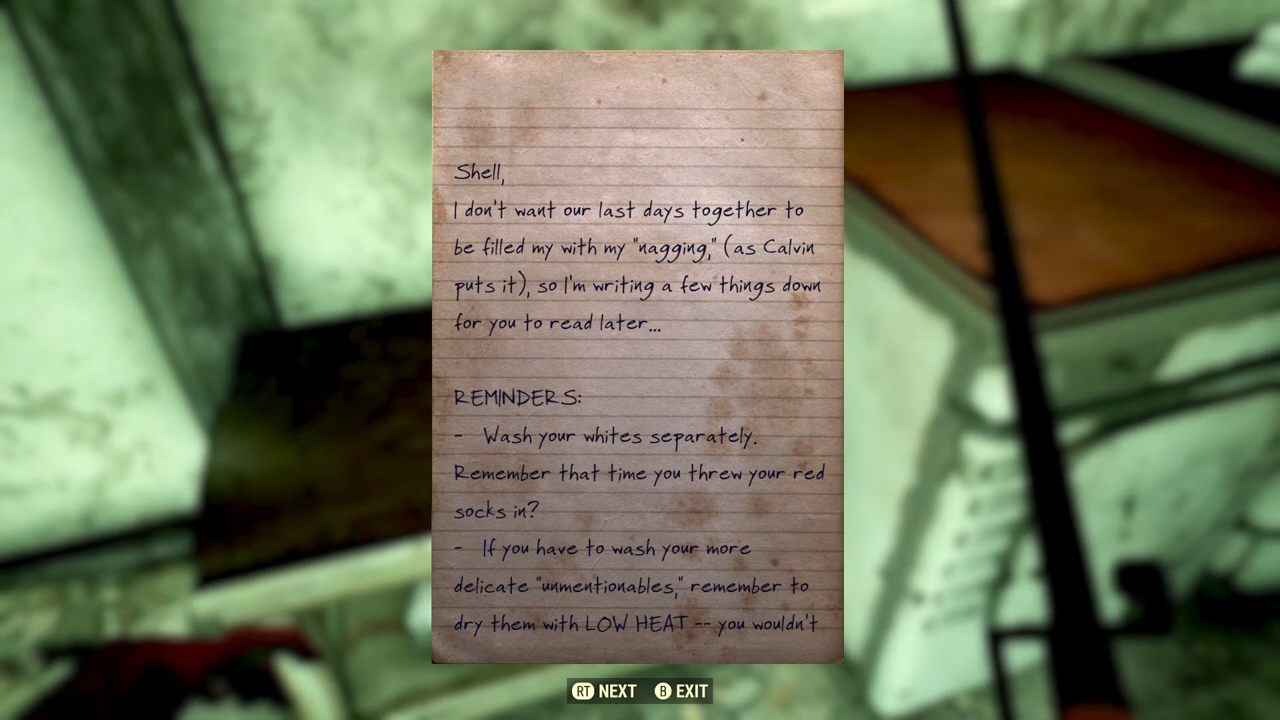 Shell,
I don't want our last days together to
be filled my with my "nagging," (as Calvin
puts it), so I'm writing a few things down
for you to read later...
REMINDERS:
- Wash your whites separately.
Remember that time you threw your red
socks in?
- If you have to wash your more
delicate "unmentionables," remember to
dry them with LOW HEAT -- you wouldn't
RT NEXT B EXIT